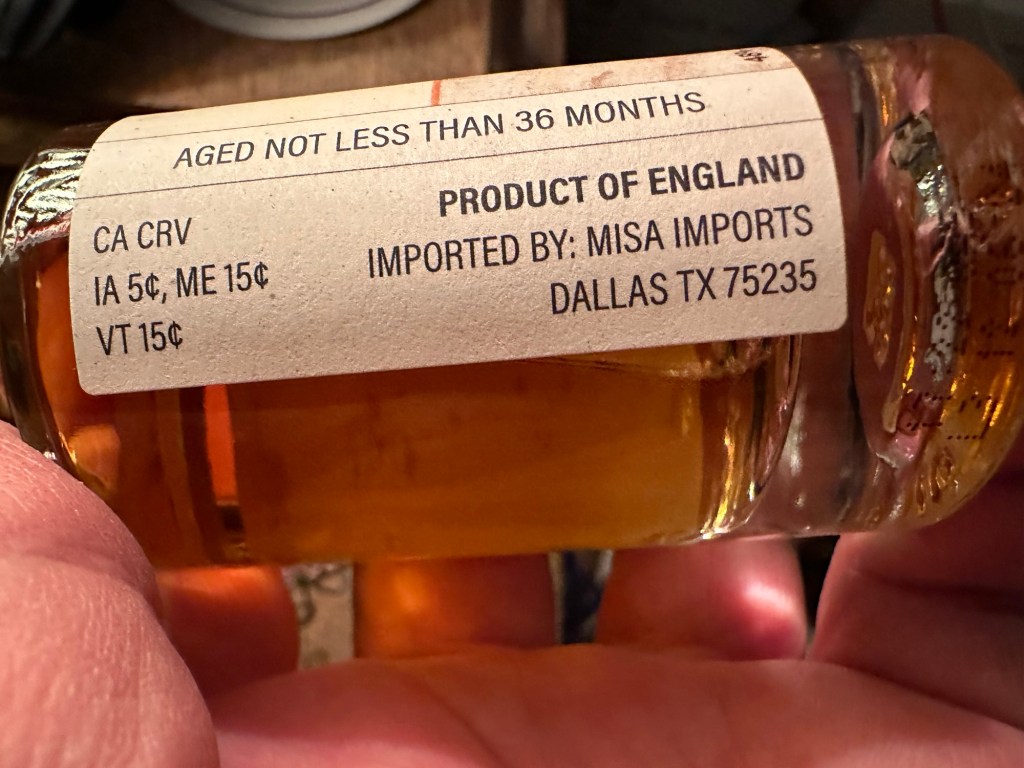 AGED NOT LESS THAN 36 MONTHS
CA CRV
IA 5¢, ME 15¢
VT 15¢
PRODUCT OF ENGLAND
IMPORTED BY: MISA IMPORTS
DALLAS TX 75235